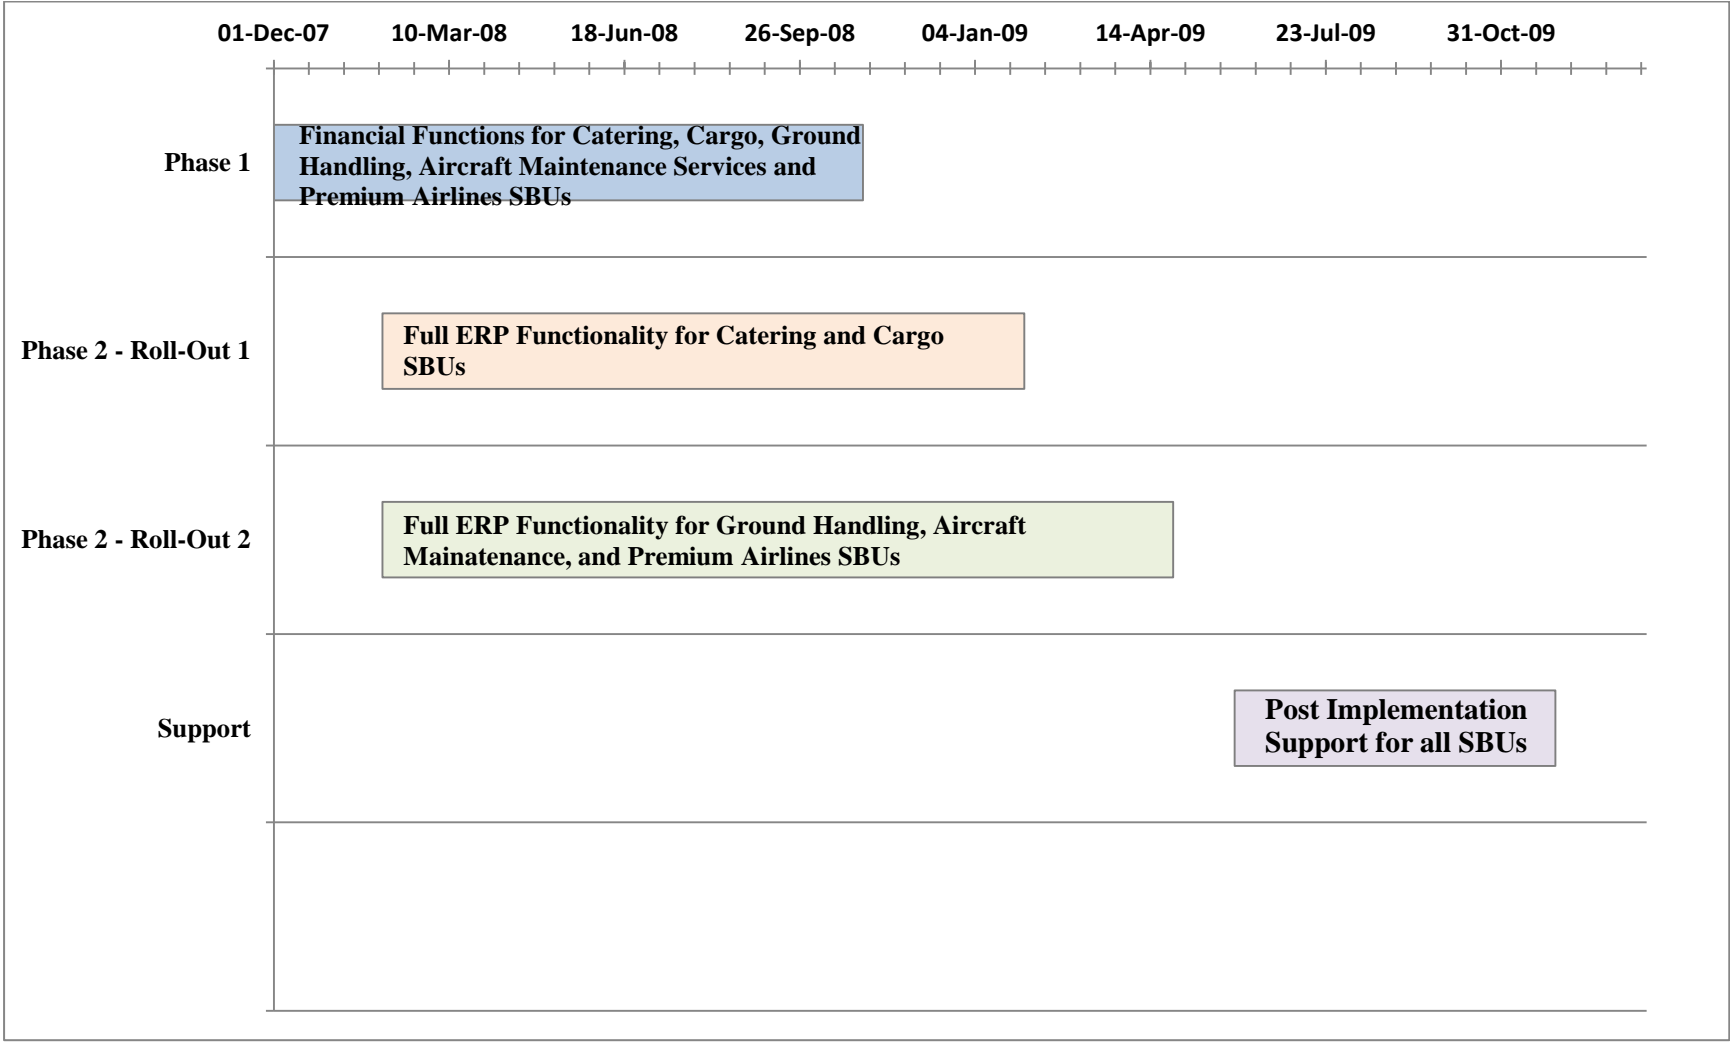 01-Dec-07 10-Mar-08 18-Jun-08 26-Sep-08 04-Jan-09 14-Apr-09 23-Jul-09 31-Oct-09
Phase 1
Financial Functions for Catering, Cargo, Ground
Handling, Aircraft Maintenance Services and
Premium Airlines SBUs
Phase 2 - Roll-Out 1
Full ERP Functionality for Catering and Cargo
SBUs
Phase 2 - Roll-Out 2
Full ERP Functionality for Ground Handling, Aircraft
Mainatenance, and Premium Airlines SBUs
Support
Post Implementation
Support for all SBUs